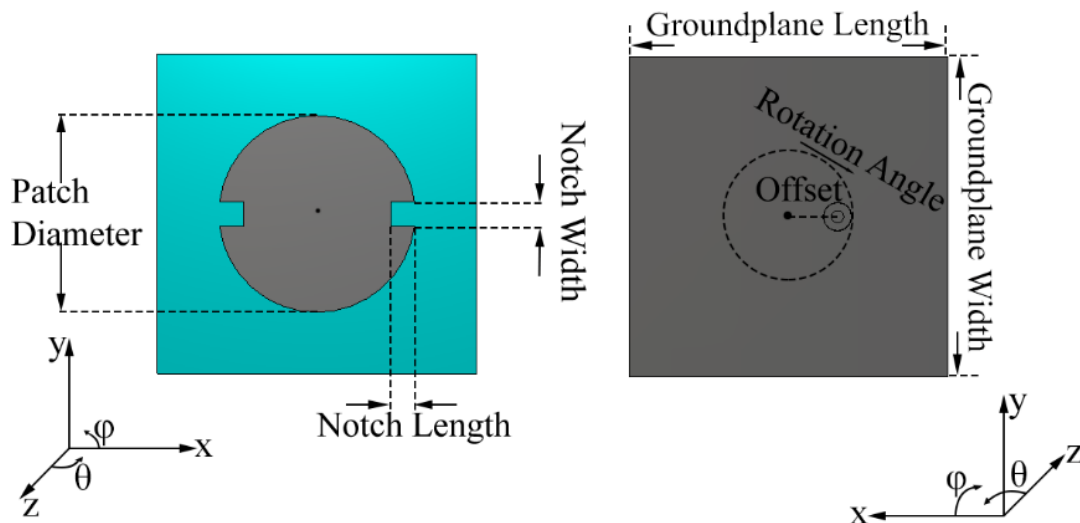 Patch
Diameter
Notch Width
Notch Length
y
φ
x
θ
z
Groundplane Length
Rotation Angle
Offset
Groundplane Width
y
z
φ
θ
x